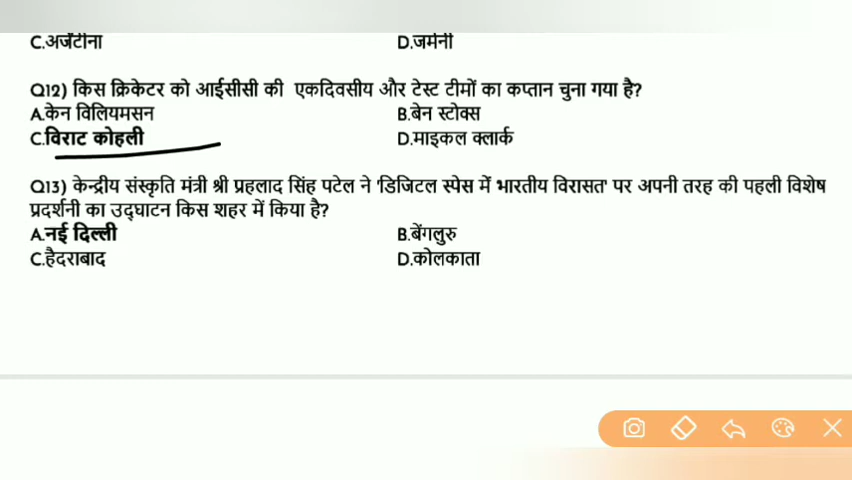 C.अर्जेंटीना D.जर्मनी
Q12) किस क्रिकेटर को आईसीसी की एकदिवसीय और टेस्ट टीमों का कप्तान चुना गया है?
A.केन विलियमसन B.बेन स्टोक्स
C.विराट कोहली D.माइकल क्लार्क
Q13) केन्द्रीय संस्कृति मंत्री श्री प्रहलाद सिंह पटेल ने 'डिजिटल स्पेस में भारतीय विरासत' पर अपनी तरह की पहली विशेष
प्रदर्शनी का उद्घाटन किस शहर में किया है?
A.नई दिल्ली B.बेंगलुरु
C.हैदराबाद D.कोलकाता